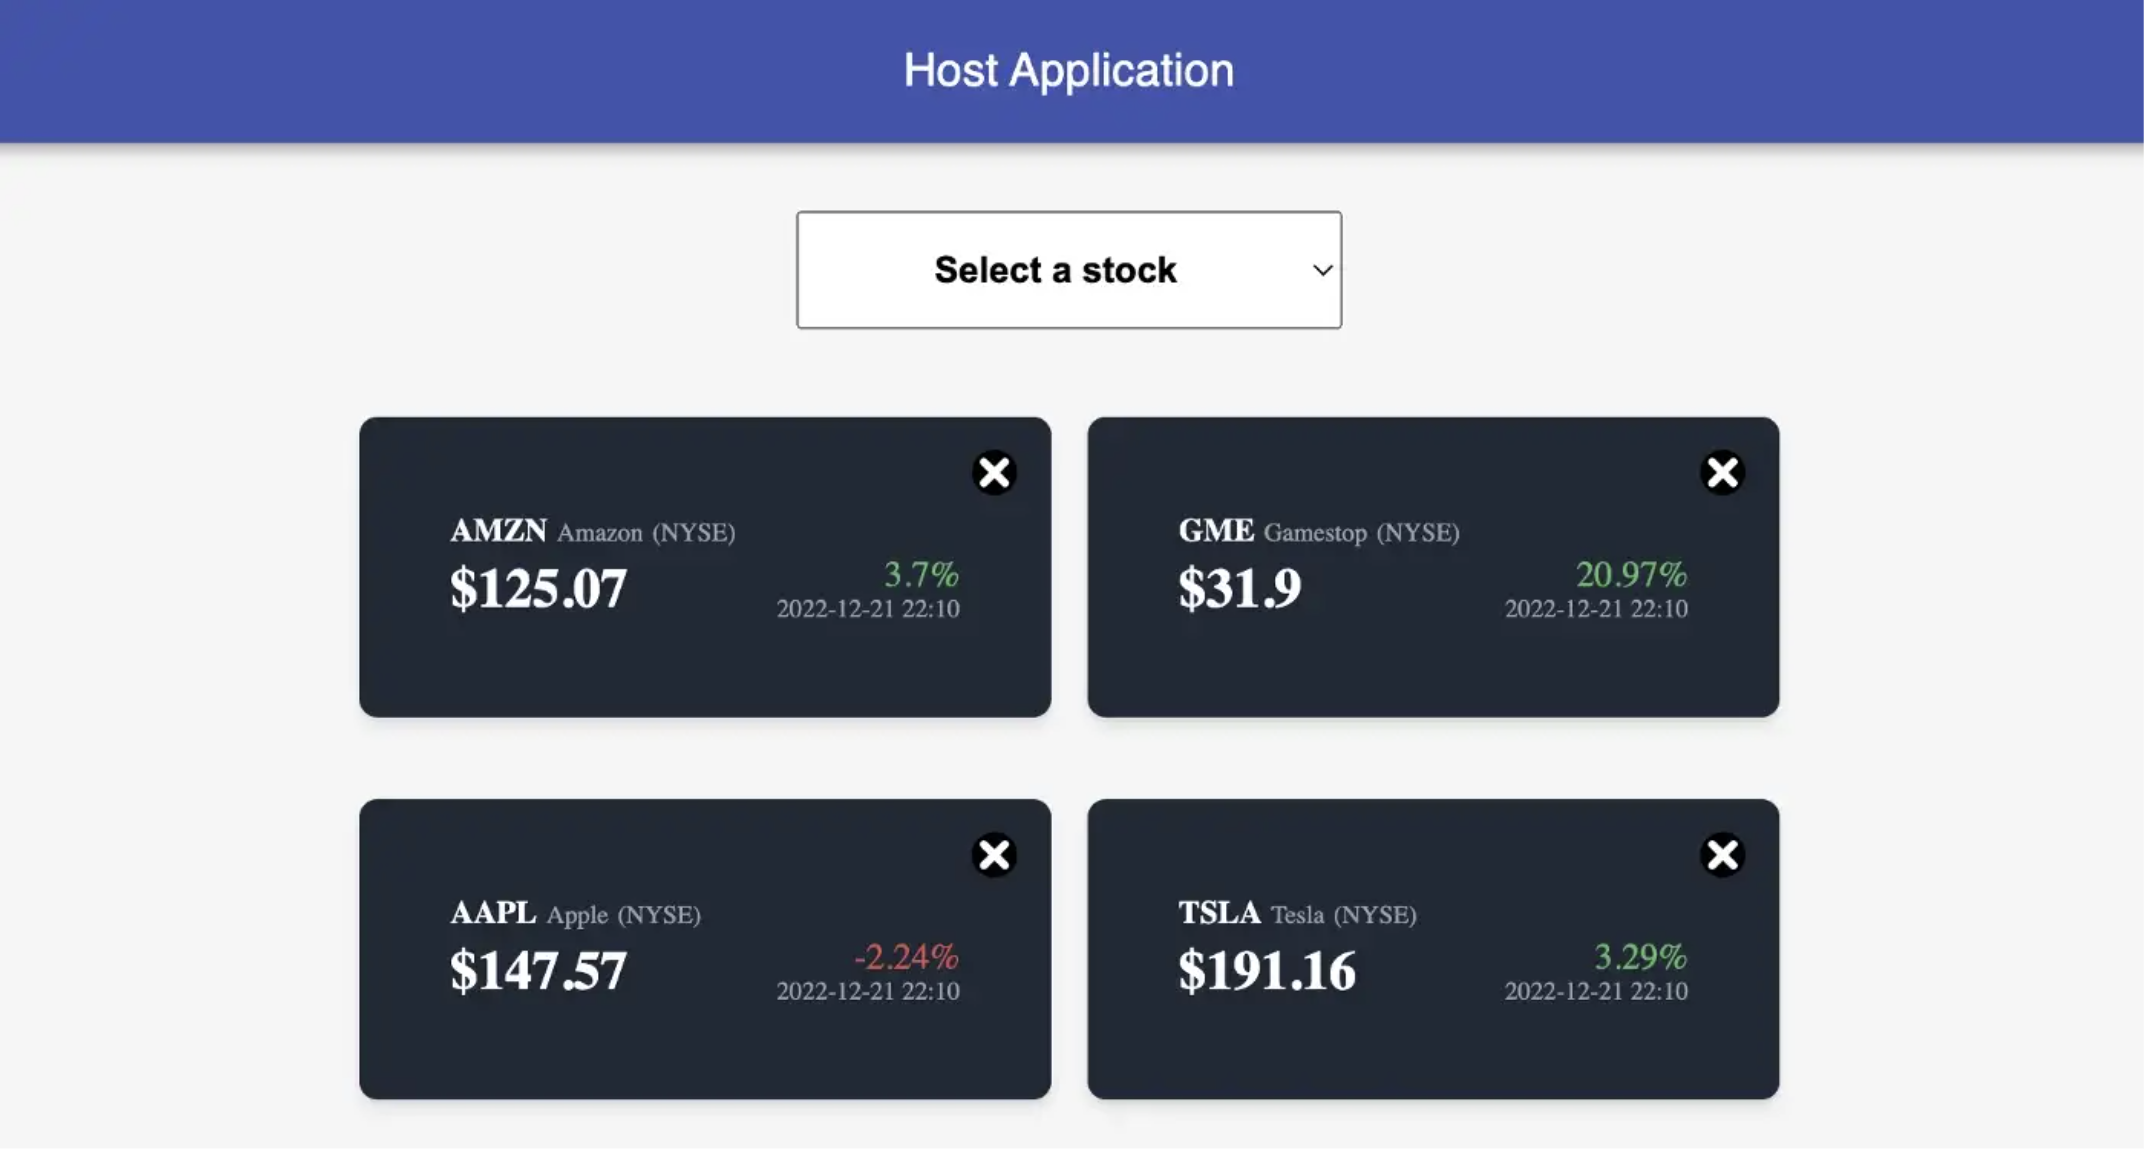 Host Application
Select a stock
AMZN Amazon (NYSE)
$125.07
3.7%
2022-12-21 22:10
GME Gamestop (NYSE)
$31.9
20.97%
2022-12-21 22:10
AAPL Apple (NYSE)
$147.57
-2.24%
2022-12-21 22:10
TSLA Tesla (NYSE)
$191.16
3.29%
2022-12-21 22:10